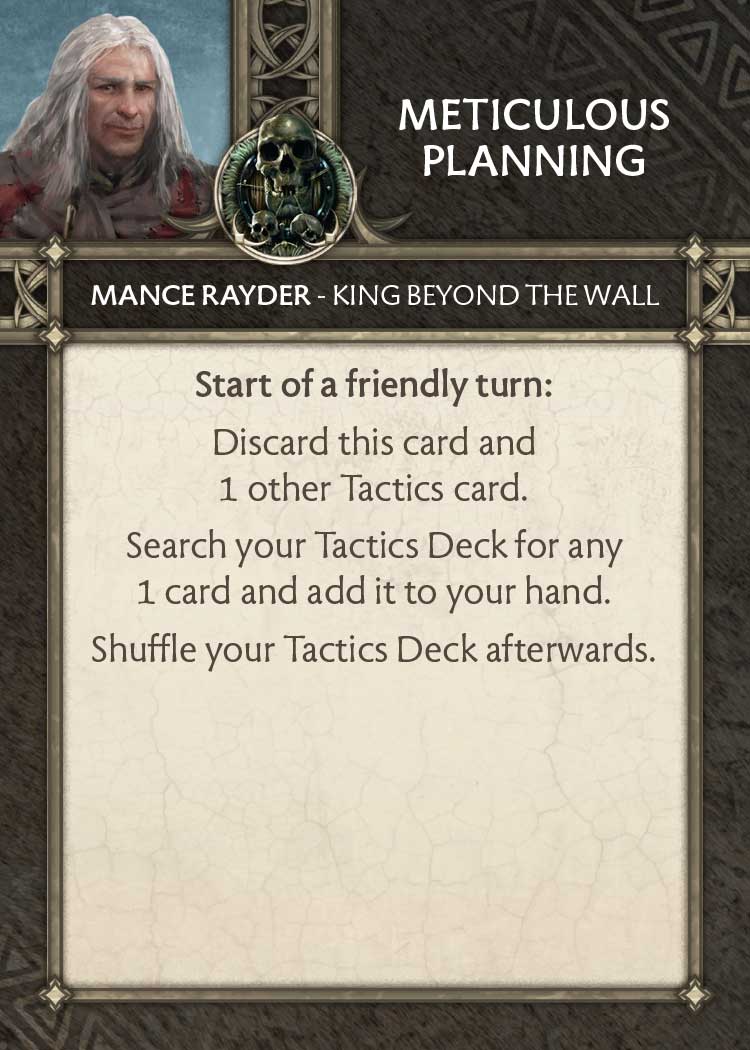 METICULOUS
PLANNING
MANCE RAYDER - KING BEYOND THE WALL
Start of a friendly turn:
Discard this card and
1 other Tactics card.
Search your Tactics Deck for any
1 card and add it to your hand.
Shuffle your Tactics Deck afterwards.